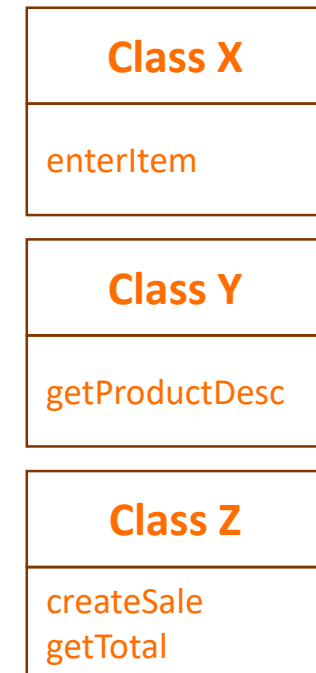 Class X
enterItem
Class Y
getProductDesc
Class Z
createSale
getTotal